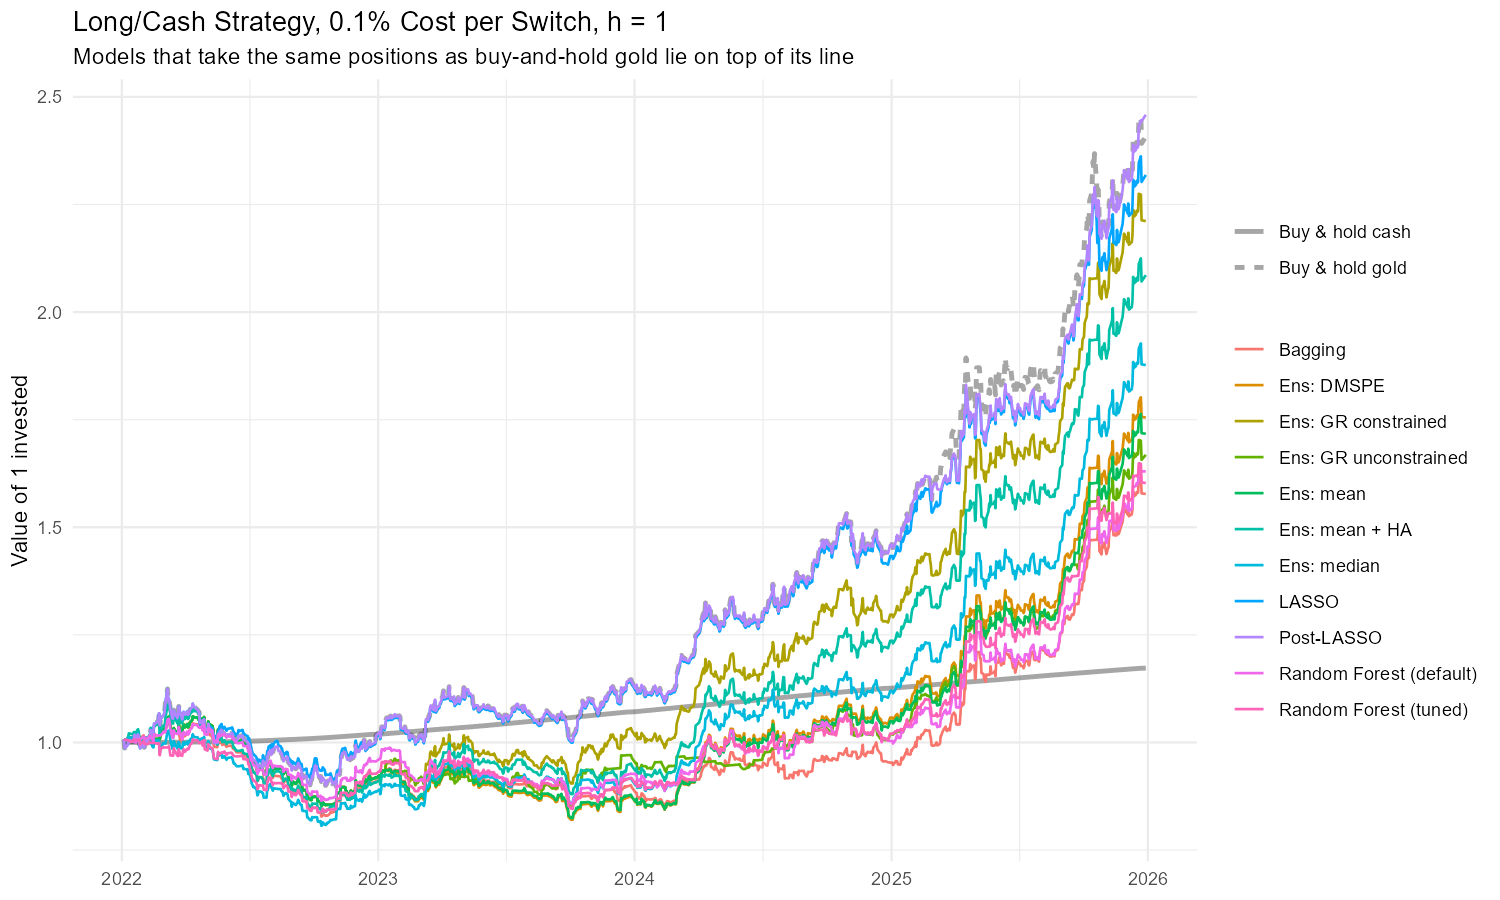 Long/Cash Strategy, 0.1% Cost per Switch, h = 1
Models that take the same positions as buy-and-hold gold lie on top of its line
Value of 1 invested
2.5
2.0
1.5
1.0
2022
2023
2024
2025
2026
Buy & hold cash
Buy & hold gold
Bagging
Ens: DMSPE
Ens: GR constrained
Ens: GR unconstrained
Ens: mean
Ens: mean + HA
Ens: median
LASSO
Post-LASSO
Random Forest (default)
Random Forest (tuned)